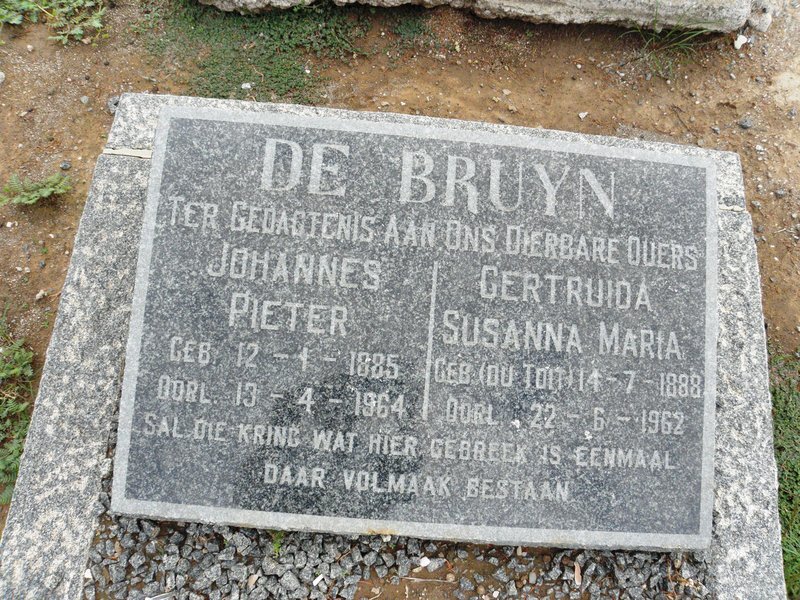 DE BRUYN
TER GEDAGTENIS AAN ONS DIERBARE OUERS
JOHANNES
PIETER
GEB. 12 - 4 - 1885
OORL. 13 - 4 - 1964
GERTRUIDA
SUSANNA MARIA
GEB (DU TOIT) 14-7-1888
OORL. 22 - 6 - 1962
SAL DIE KRING WAT HIER GEBREEK IS EENMAAL
DAAR VOLMAAK BESTAAN